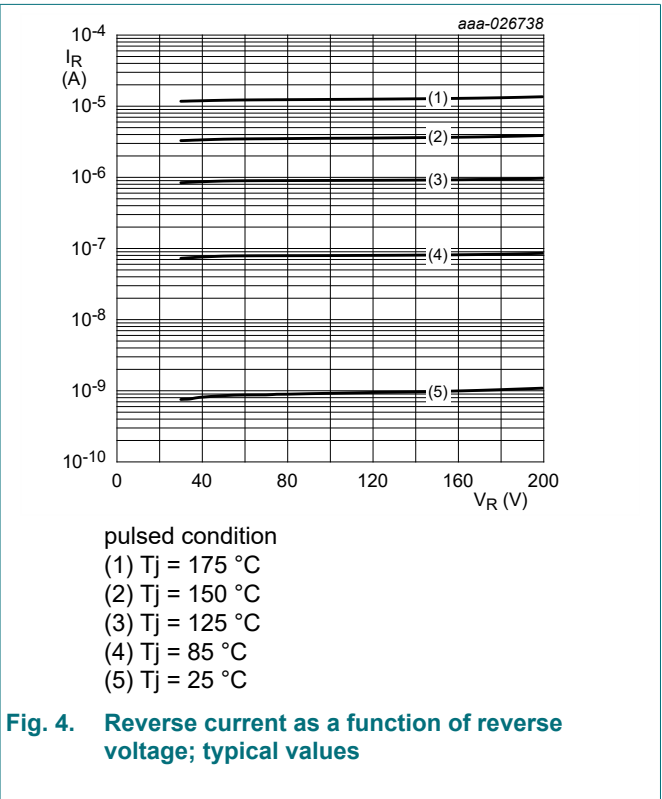 aaa-026738
10-4
IR
(A)
10-5
10-6
10-7
10-8
10-9
10-10
(1)
(2)
(3)
(4)
(5)
0 40 80 120 160 200
VR (V)
pulsed condition
(1) Tj = 175 °C
(2) Tj = 150 °C
(3) Tj = 125 °C
(4) Tj = 85 °C
(5) Tj = 25 °C
Fig. 4. Reverse current as a function of reverse
voltage; typical values